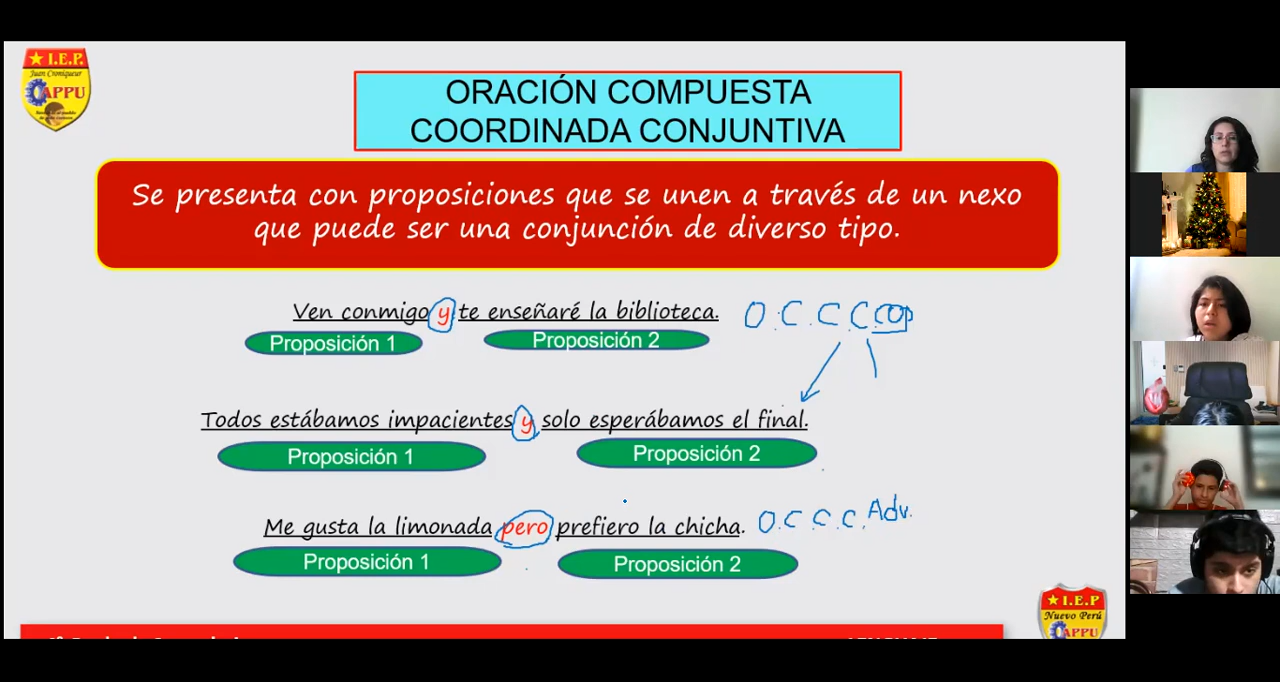 I.E.P.
Juan Croniqueur
CAPPU
ORACIÓN COMPUESTA
COORDINADA CONJUNTIVA
Se presenta con proposiciones que se unen a través de un nexo
que puede ser una conjunción de diverso tipo.
Ven conmigo y te enseñaré la biblioteca. O.C.C.C.COP
Proposición 1 Proposición 2
Todos estábamos impacientes y solo esperábamos el final.
Proposición 1 Proposición 2
Me gusta la limonada pero prefiero la chicha. O.C.C.C.Adv.
Proposición 1 Proposición 2
I.E.P
Nuevo Perú
CAPPU